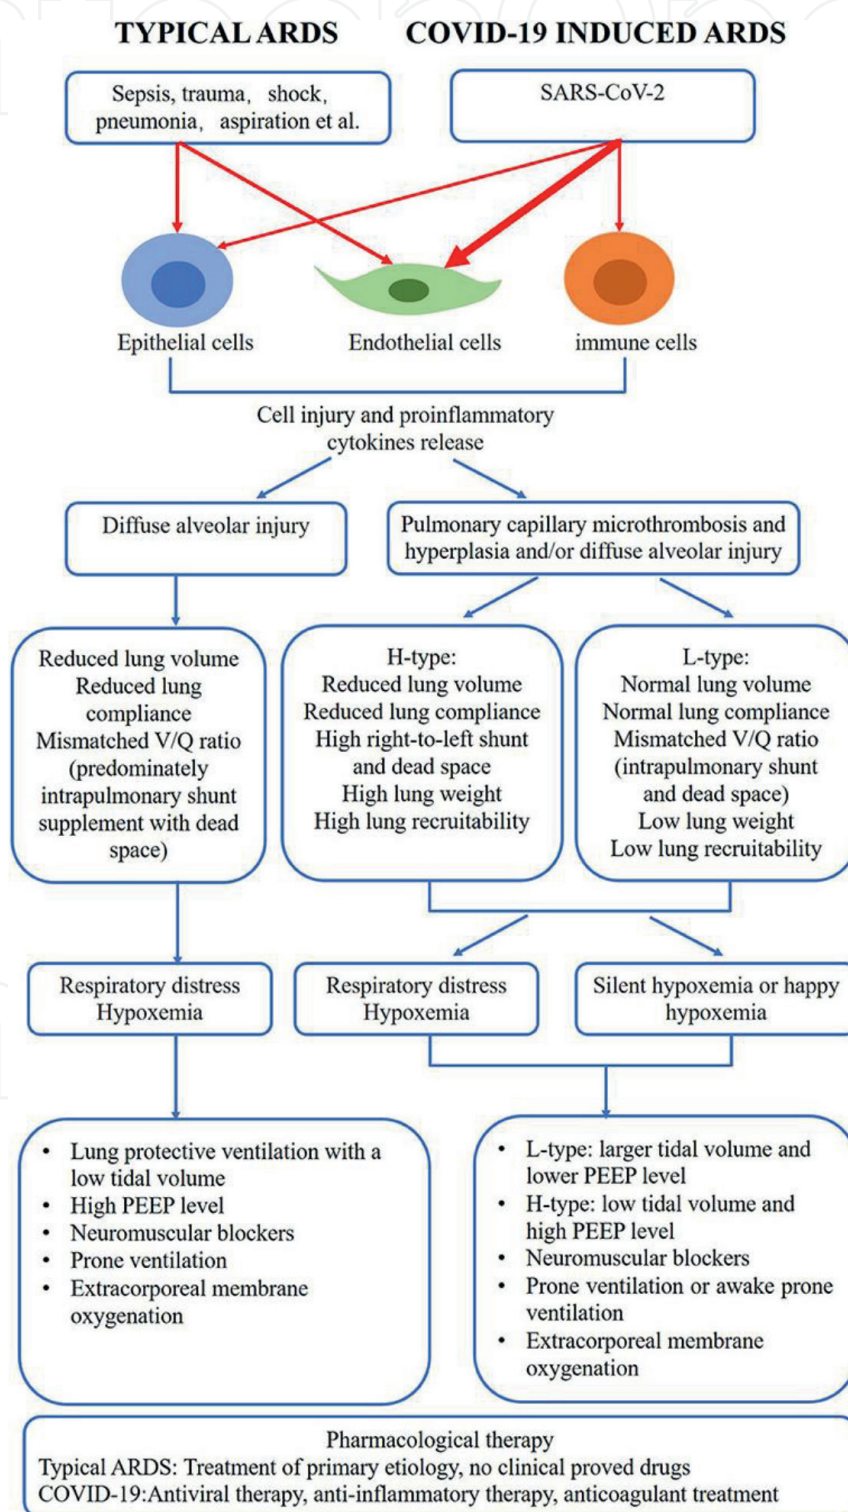 TYPICAL ARDS
COVID-19 INDUCED ARDS
Sepsis, trauma, shock,
pneumonia, aspiration et al.
SARS-CoV-2
Epithelial cells
Endothelial cells
immune cells
Cell injury and proinflammatory
cytokines release
Diffuse alveolar injury
Pulmonary capillary microthrombosis and
hyperplasia and/or diffuse alveolar injury
Reduced lung volume
Reduced lung
compliance
Mismatched V/Q ratio
(predominately
intrapulmonary shunt
supplement with dead
space)
H-type:
Reduced lung volume
Reduced lung compliance
High right-to-left shunt
and dead space
High lung weight
High lung recruitability
L-type:
Normal lung volume
Normal lung compliance
Mismatched V/Q ratio
(intrapulmonary shunt
and dead space)
Low lung weight
Low lung recruitability
Respiratory distress
Hypoxemia
Respiratory distress
Hypoxemia
Silent hypoxemia or happy
hypoxemia
• Lung protective ventilation with a
low tidal volume
• High PEEP level
• Neuromuscular blockers
• Prone ventilation
• Extracorporeal membrane
oxygenation
• L-type: larger tidal volume and
lower PEEP level
• H-type: low tidal volume and
high PEEP level
• Neuromuscular blockers
• Prone ventilation or awake prone
ventilation
• Extracorporeal membrane
oxygenation
Pharmacological therapy
Typical ARDS: Treatment of primary etiology, no clinical proved drugs
COVID-19:Antiviral therapy, anti-inflammatory therapy, anticoagulant treatment